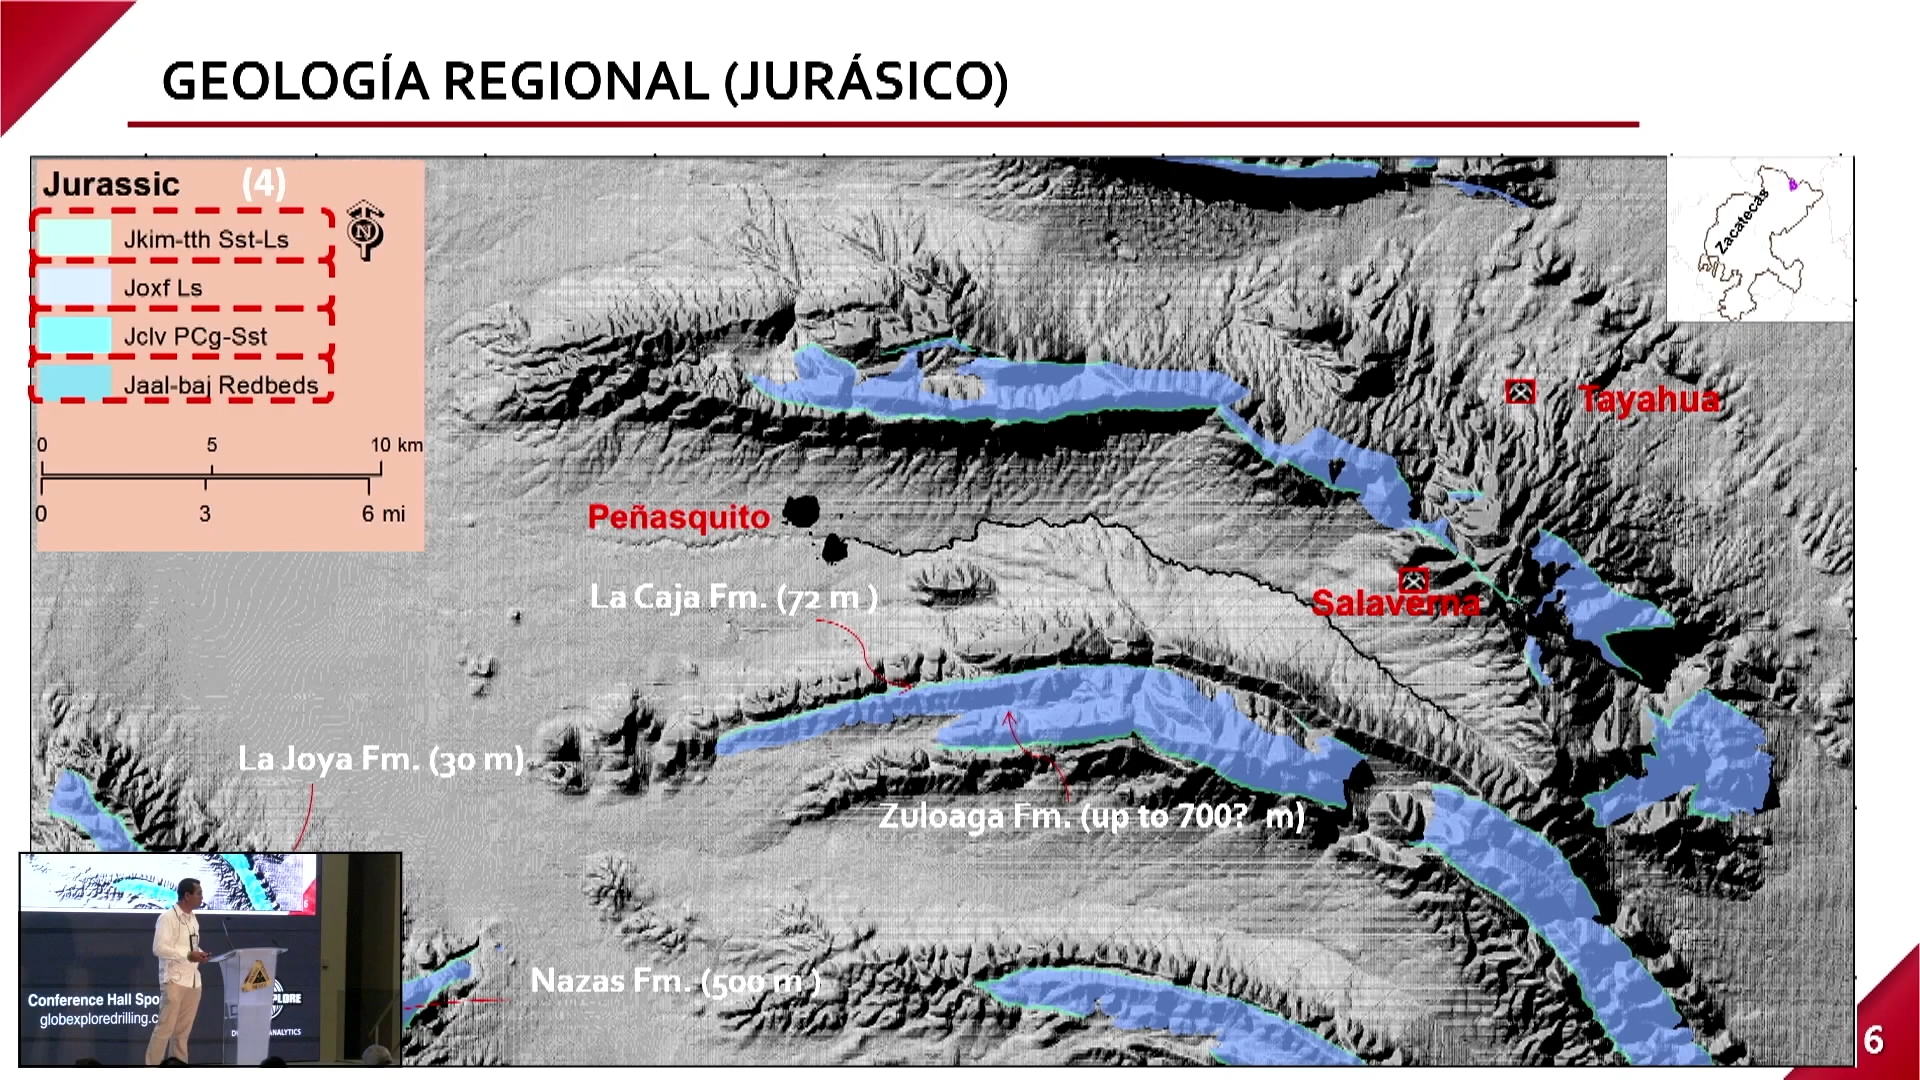 GEOLOGÍA REGIONAL (JURÁSICO)
Jurassic (4)
N
Jkim-tth Sst-Ls
Joxf Ls
Jclv PCg-Sst
Jaal-baj Redbeds
0 5 10 km
0 3 6 mi
Zacatecas
Tayahua
Peñasquito
La Caja Fm. (72 m )
Salaverna
La Joya Fm. (30 m)
Zuloaga Fm. (up to 700? m)
Nazas Fm. (500 m )
Conference Hall Spo
globexploredrilling.c
PLORE
ANALYTICS
6